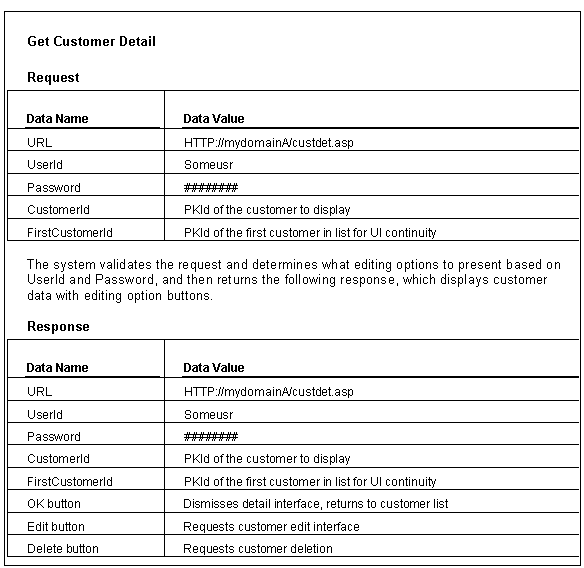 Get Customer Detail
Request
Data Name Data Value
URL HTTP://mydomainA/custdet.asp
UserId Someusr
Password ########
CustomerId PKId of the customer to display
FirstCustomerId PKId of the first customer in list for UI continuity
The system validates the request and determines what editing options to present based on
UserId and Password, and then returns the following response, which displays customer
data with editing option buttons.
Response
Data Name Data Value
URL HTTP://mydomainA/custdet.asp
UserId Someusr
Password ########
CustomerId PKId of the customer to display
FirstCustomerId PKId of the first customer in list for UI continuity
OK button Dismisses detail interface, returns to customer list
Edit button Requests customer edit interface
Delete button Requests customer deletion